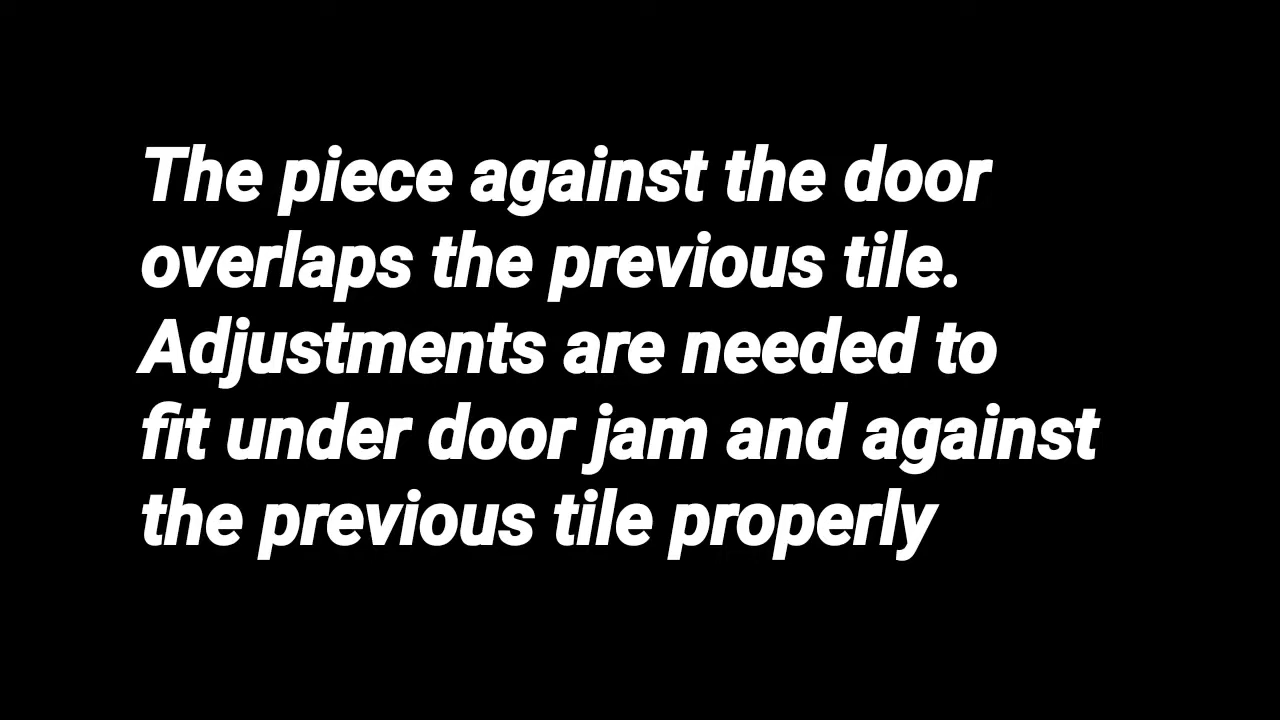 The piece against the door
overlaps the previous tile.
Adjustments are needed to
fit under door jam and against
the previous tile properly